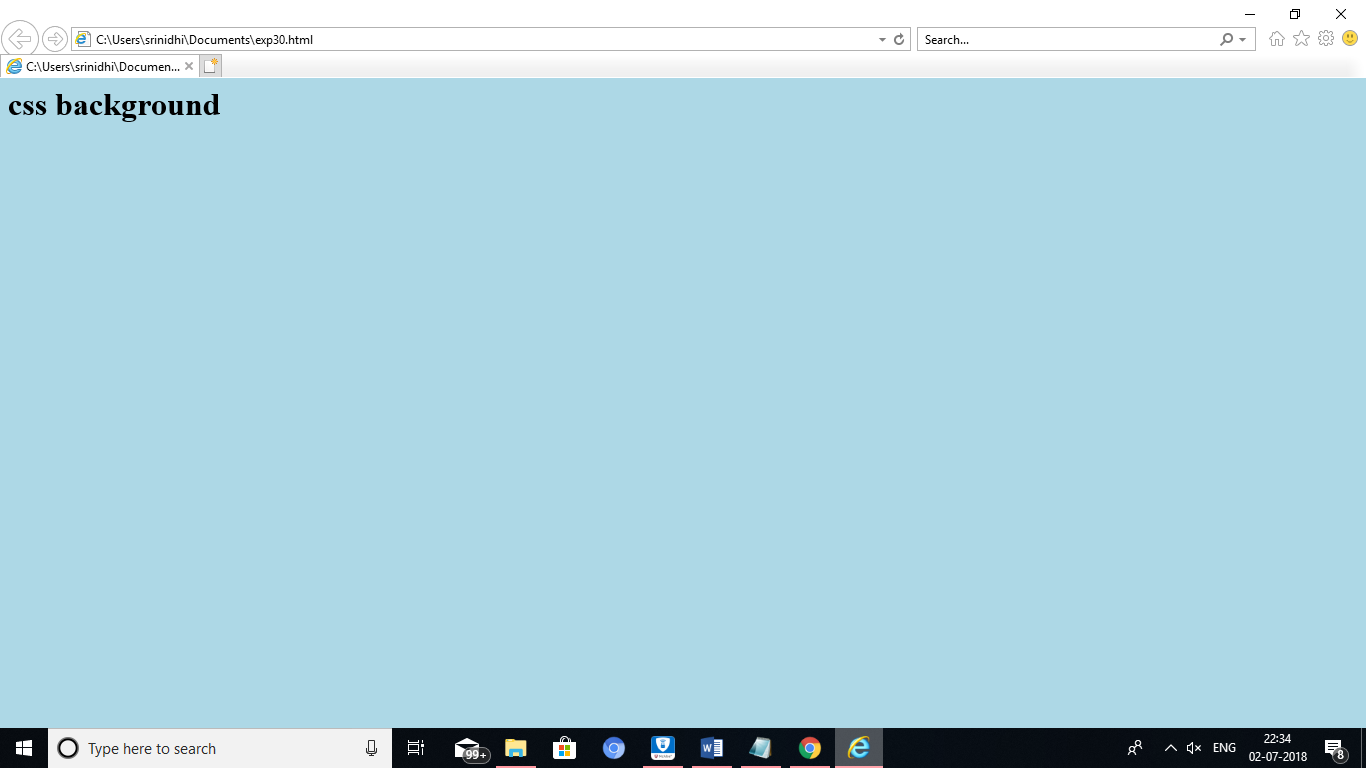 C:\Users\srinidhi\Documents\exp30.html
Search...
C:\Users\srinidhi\Documen...
css background
Type here to search
99+
ENG
22:34
02-07-2018
8